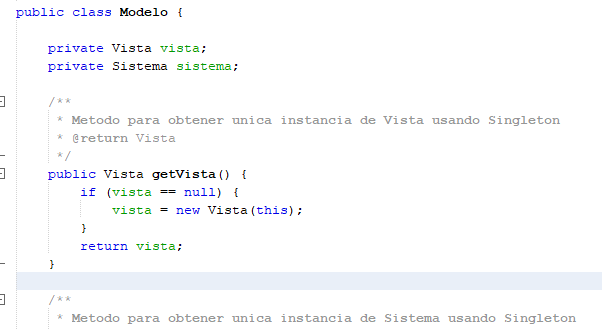 public class Modelo {
private Vista vista;
private Sistema sistema;
/**
* Metodo para obtener unica instancia de Vista usando Singleton
* @return Vista
*/
public Vista getVista() {
if (vista == null) {
vista = new Vista(this);
}
return vista;
}
/**
* Metodo para obtener unica instancia de Sistema usando Singleton